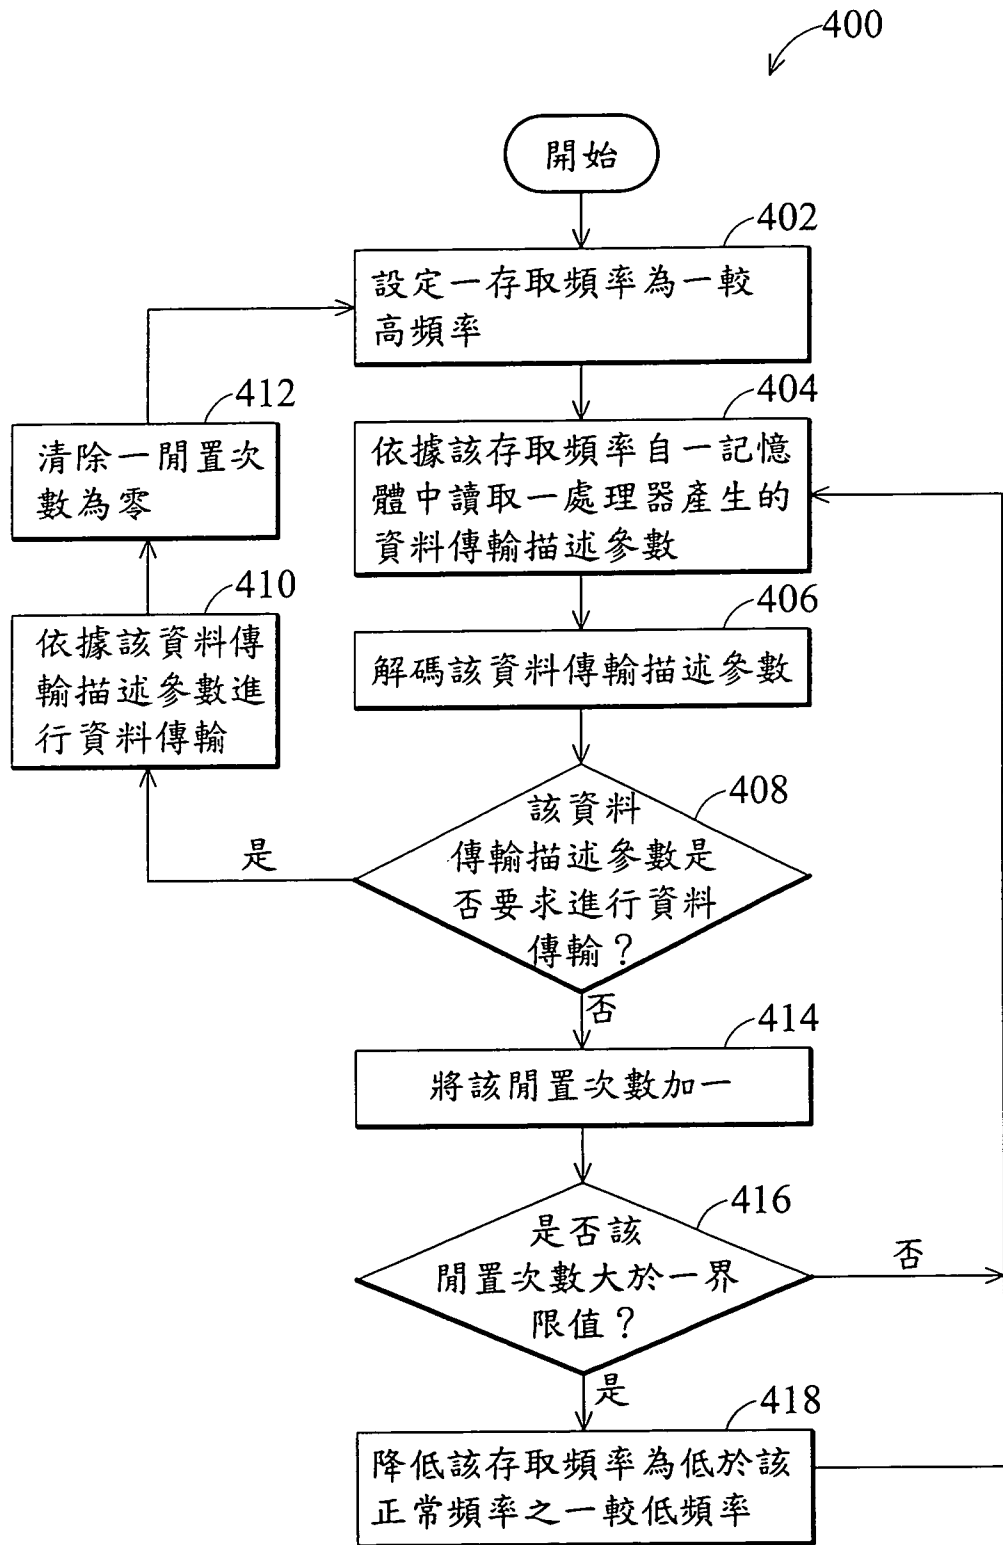 400
開始
402
設定一存取頻率為一較
高頻率
404
依據該存取頻率自一記憶
體中讀取一處理器產生的
資料傳輸描述參數
412
清除一閒置次
數為零
410
依據該資料傳
輸描述參數進
行資料傳輸
406
解碼該資料傳輸描述參數
408
該資料
傳輸描述參數是
否要求進行資料
傳輸？
是
否
414
將該閒置次數加一
416
是否該
閒置次數大於一界
限值？
否
是
418
降低該存取頻率為低於該
正常頻率之一較低頻率